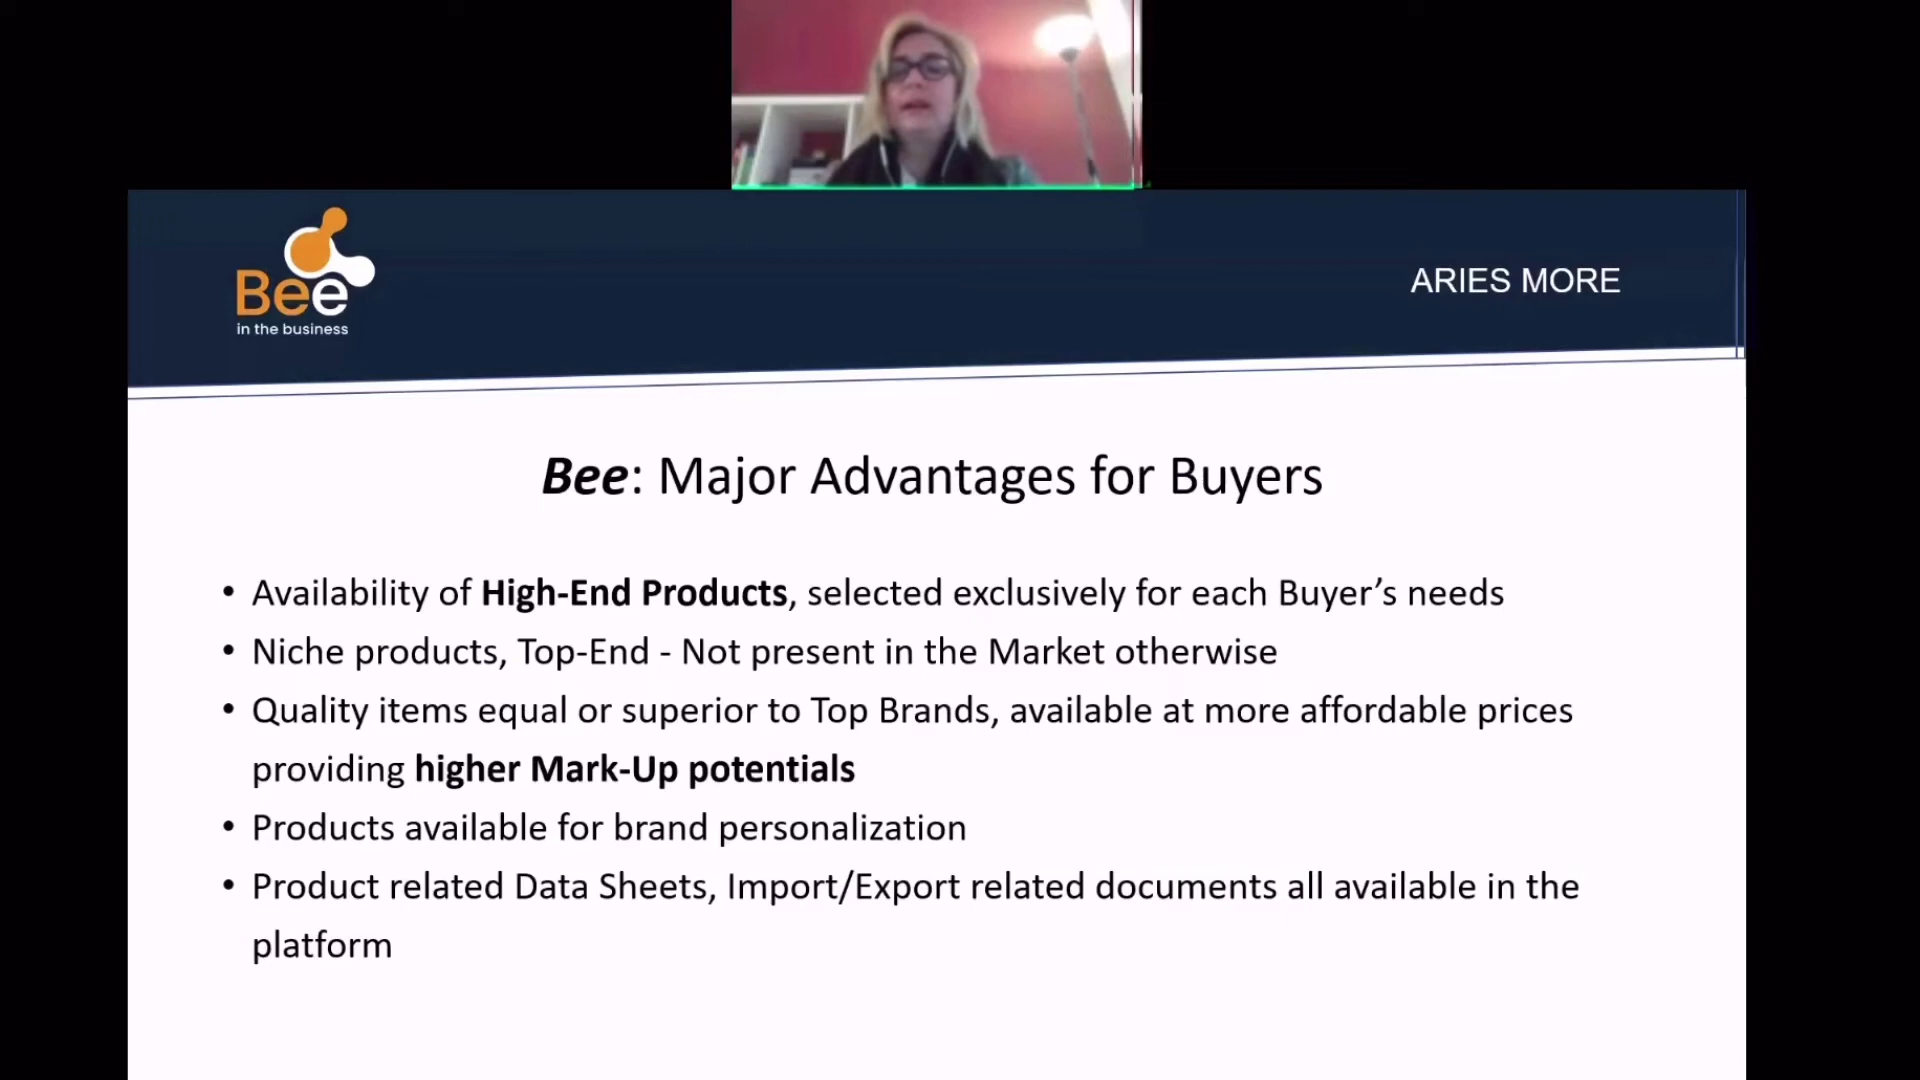 Bee
in the business
ARIES MORE
Bee: Major Advantages for Buyers
• Availability of High-End Products, selected exclusively for each Buyer’s needs
• Niche products, Top-End - Not present in the Market otherwise
• Quality items equal or superior to Top Brands, available at more affordable prices
providing higher Mark-Up potentials
• Products available for brand personalization
• Product related Data Sheets, Import/Export related documents all available in the
platform